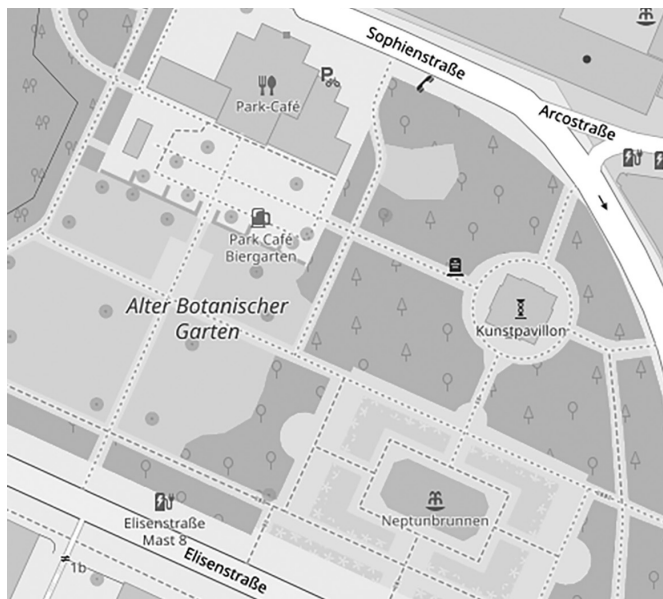 Sophienstraße
P
Park-Café
Arcostraße
Park Café
Biergarten
Alter Botanischer
Garten
Kunstpavillon
Neptunbrunnen
Elisenstraße
Mast 8
Elisenstraße
1b